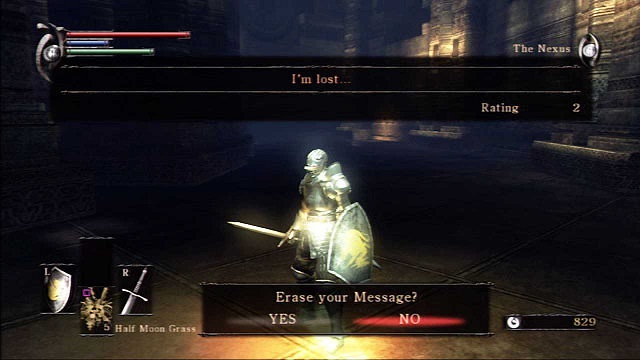 The Nexus
I'm lost...
Rating 2
L
R
5
Half Moon Grass
Erase your Message?
YES NO
829